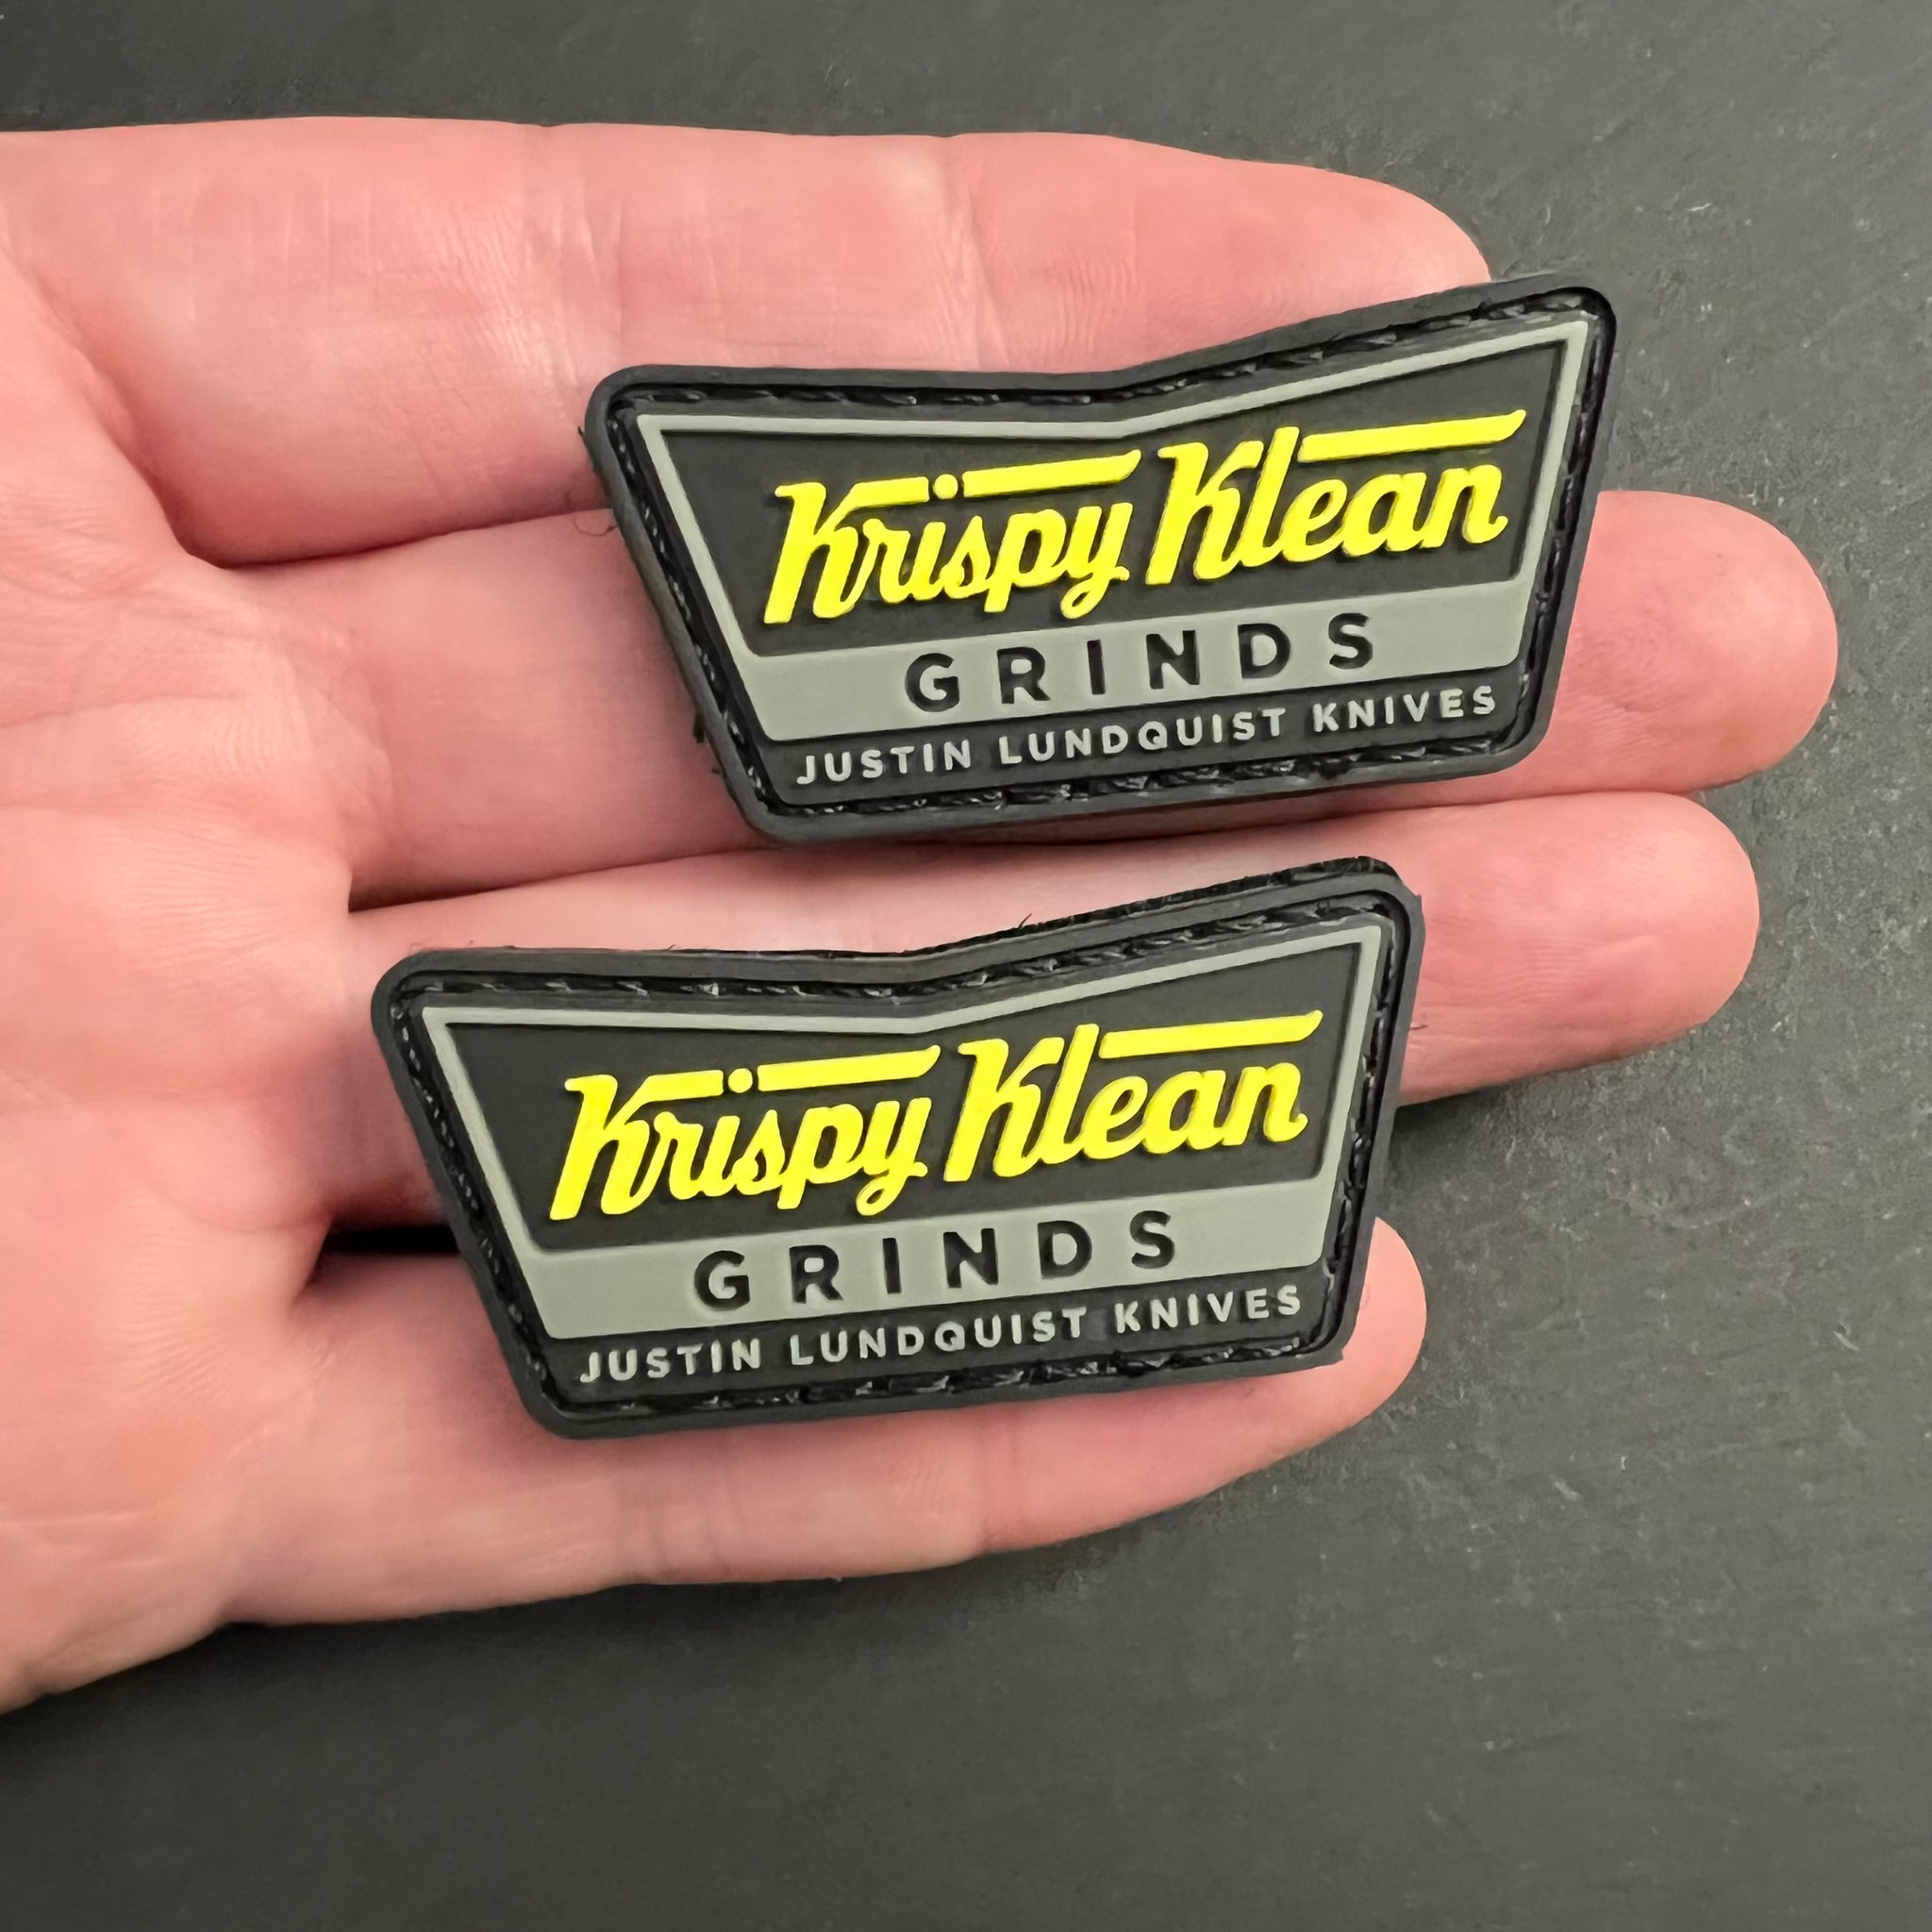 Krispy Klean
GRINDS
JUSTIN LUNDQUIST KNIVES
Krispy Klean
GRINDS
JUSTIN LUNDQUIST KNIVES